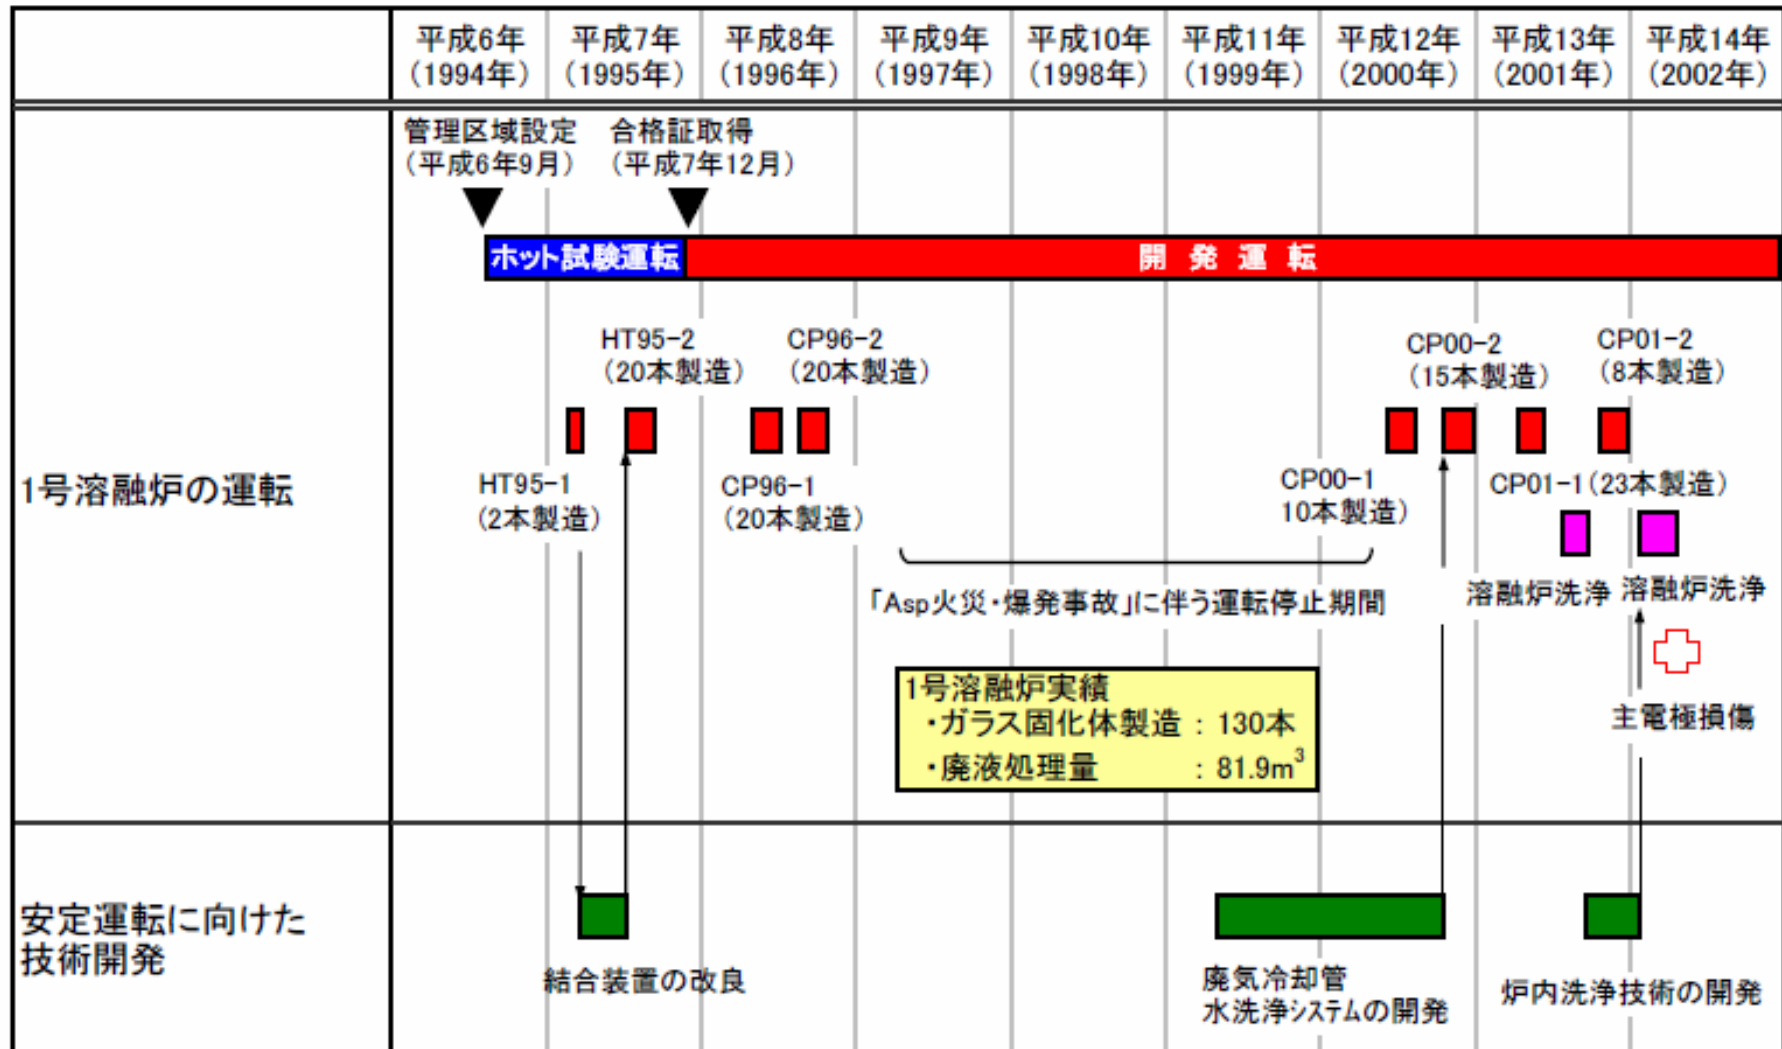 平成6年 平成7年 平成8年 平成9年 平成10年 平成11年 平成12年 平成13年 平成14年
(1994年) (1995年) (1996年) (1997年) (1998年) (1999年) (2000年) (2001年) (2002年)
管理区域設定
(平成6年9月)
合格証取得
(平成7年12月)
ホット試験運転
開発運転
1号溶融炉の運転
HT95-2
(20本製造)
CP96-2
(20本製造)
CP00-2
(15本製造)
CP01-2
(8本製造)
HT95-1
(2本製造)
CP96-1
(20本製造)
CP00-1
10本製造)
CP01-1(23本製造)
「Asp火災・爆発事故」に伴う運転停止期間
溶融炉洗浄
溶融炉洗浄
主電極損傷
1号溶融炉実績
・ガラス固化体製造 : 130本
・廃液処理量 : 81.9m³
安定運転に向けた
技術開発
結合装置の改良
廃気冷却管
水洗浄システムの開発
炉内洗浄技術の開発